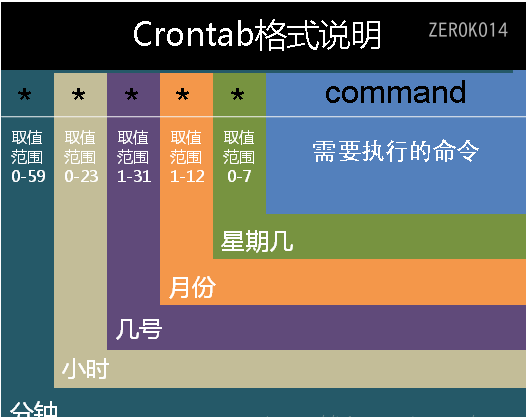 Crontab格式说明
ZEROK014
* * * * * command
取值范围 0-59
取值范围 0-23
取值范围 1-31
取值范围 1-12
取值范围 0-7
需要执行的命令
星期几
月份
几号
小时
分钟